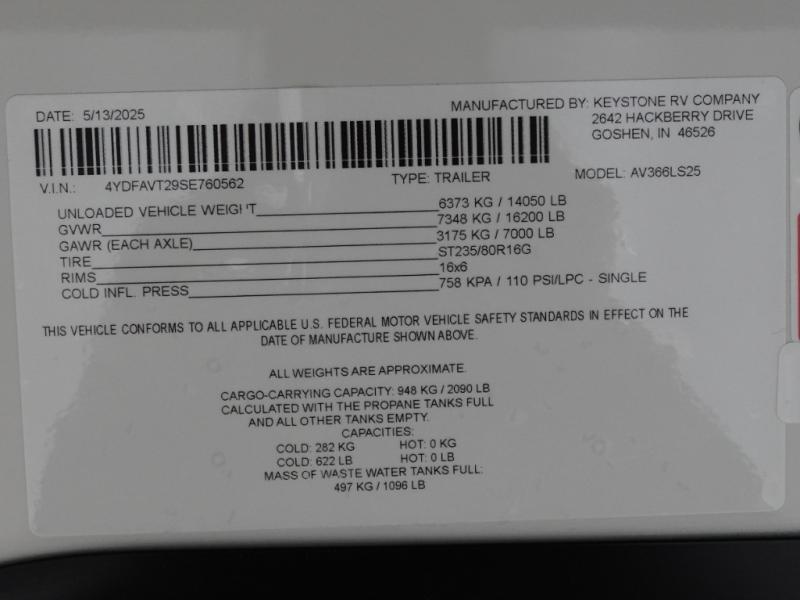 DATE: 5/13/2025
MANUFACTURED BY: KEYSTONE RV COMPANY
2642 HACKBERRY DRIVE
GOSHEN, IN 46526
V.I.N.: 4YDFAVT29SE760562 TYPE: TRAILER MODEL: AV366LS25
UNLOADED VEHICLE WEIGHT 6373 KG / 14050 LB
GVWR 7348 KG / 16200 LB
GAWR (EACH AXLE) 3175 KG / 7000 LB
TIRE ST235/80R16G
RIMS 16x6
COLD INFL. PRESS 758 KPA / 110 PSI/LPC - SINGLE
THIS VEHICLE CONFORMS TO ALL APPLICABLE U.S. FEDERAL MOTOR VEHICLE SAFETY STANDARDS IN EFFECT ON THE
DATE OF MANUFACTURE SHOWN ABOVE.
ALL WEIGHTS ARE APPROXIMATE.
CARGO-CARRYING CAPACITY: 948 KG / 2090 LB
CALCULATED WITH THE PROPANE TANKS FULL
AND ALL OTHER TANKS EMPTY.
CAPACITIES:
COLD: 282 KG HOT: 0 KG
COLD: 622 LB HOT: 0 LB
MASS OF WASTE WATER TANKS FULL:
497 KG / 1096 LB